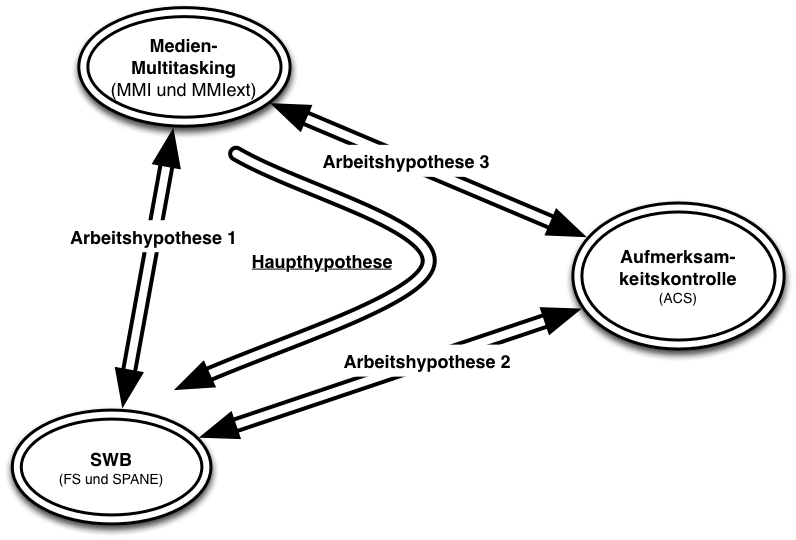 Medien-
Multitasking
(MMI und MMIext)
Arbeitshypothese 3
Arbeitshypothese 1
Haupthypothese
Aufmerksam-
keitskontrolle
(ACS)
Arbeitshypothese 2
SWB
(FS und SPANE)